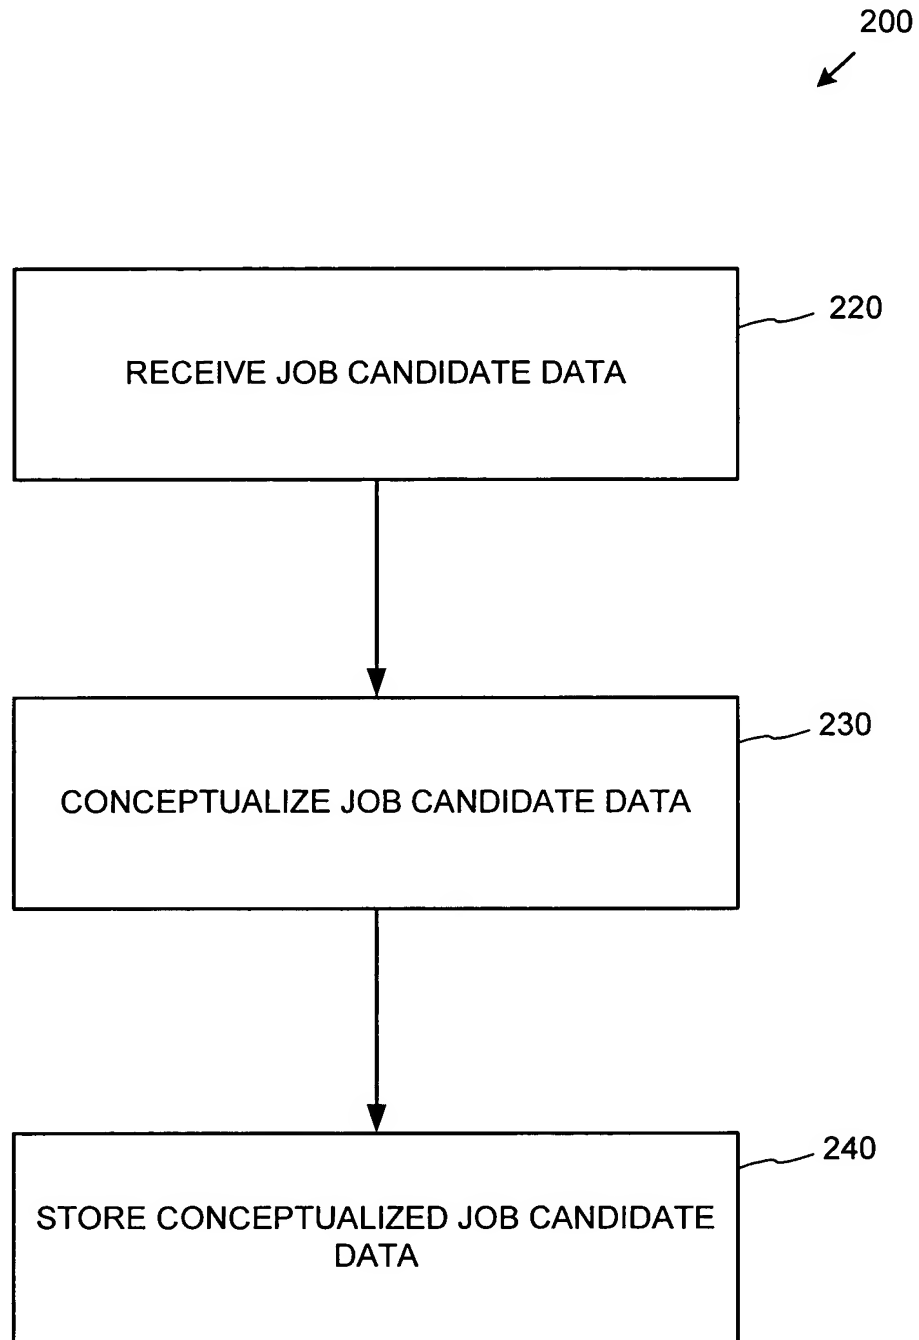 200
220
RECEIVE JOB CANDIDATE DATA
230
CONCEPTUALIZE JOB CANDIDATE DATA
240
STORE CONCEPTUALIZED JOB CANDIDATE
DATA